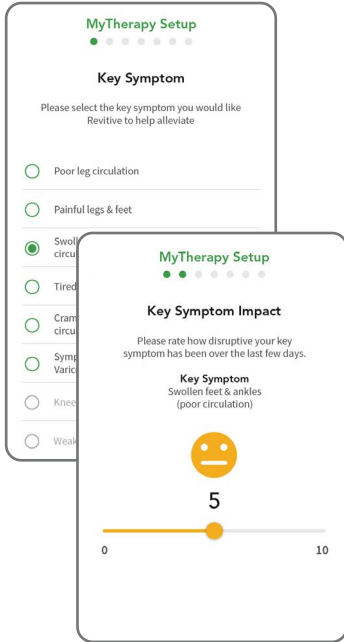 MyTherapy Setup
Key Symptom
Please select the key symptom you would like
Revitive to help alleviate
Poor leg circulation
Painful legs & feet
Tired
MyTherapy Setup
Key Symptom Impact
Please rate how disruptive your key
symptom has been over the last few days.
Key Symptom
Swollen feet & ankles
(poor circulation)
5
0 10